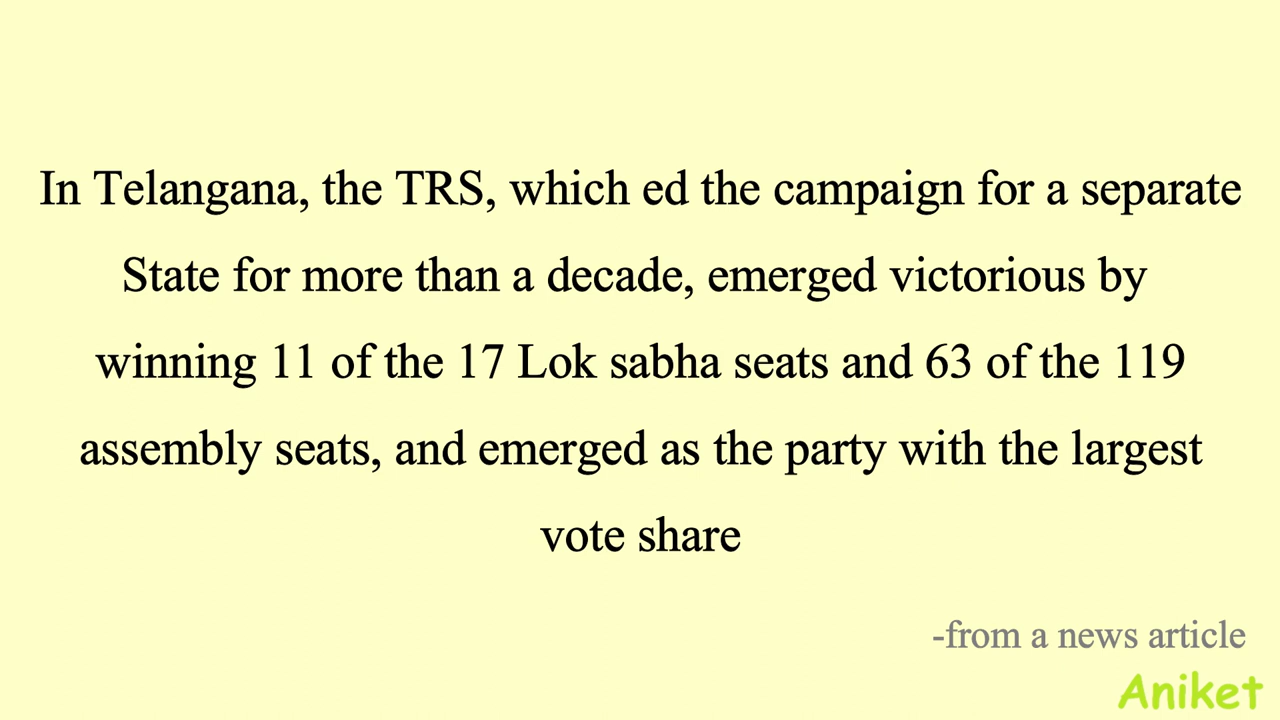 In Telangana, the TRS, which ed the campaign for a separate
State for more than a decade, emerged victorious by
winning 11 of the 17 Lok sabha seats and 63 of the 119
assembly seats, and emerged as the party with the largest
vote share
-from a news article
Aniket